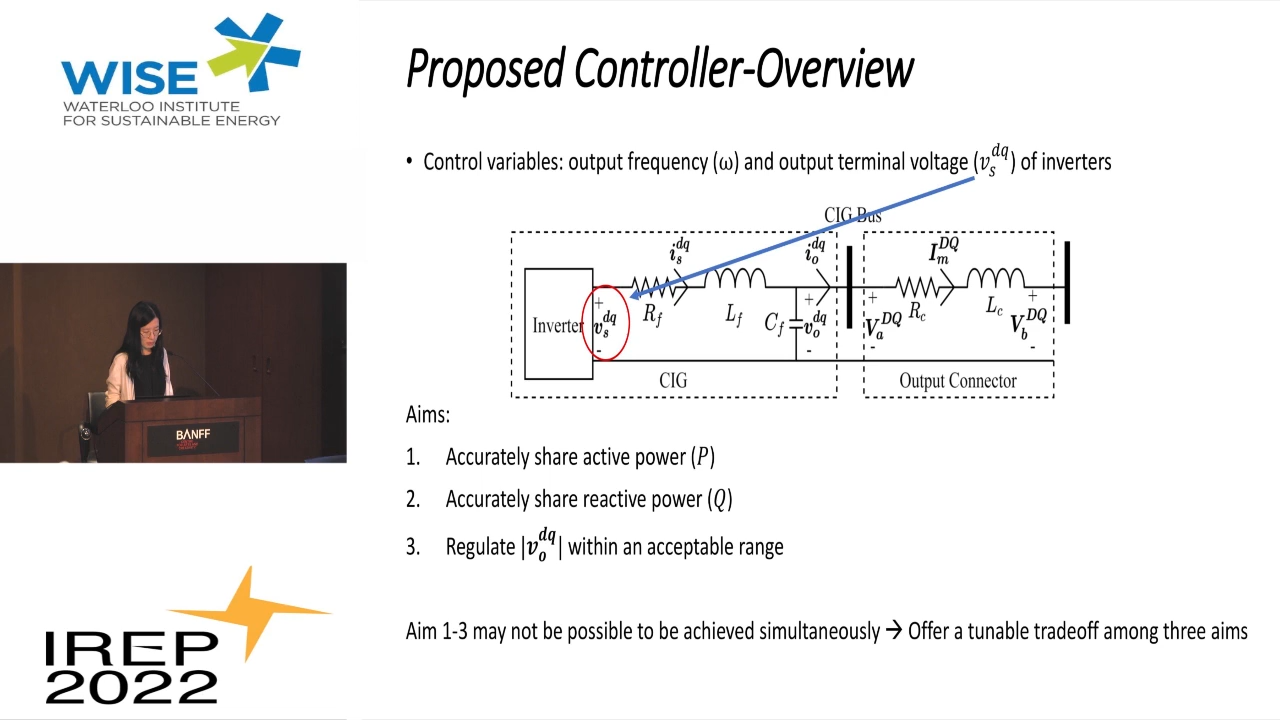 WISE
WATERLOO INSTITUTE
FOR SUSTAINABLE ENERGY
Proposed Controller-Overview
• Control variables: output frequency (ω) and output terminal voltage (v_s^{dq}) of inverters
CIG Bus
i_s^{dq}
i_o^{dq}
I_m^{DQ}
Inverter
+
v_s^{dq}
-
R_f
L_f
C_f
+
v_o^{dq}
-
+
V_a^{DQ}
-
R_c
L_c
+
V_b^{DQ}
-
CIG
Output Connector
Aims:
1. Accurately share active power (P)
2. Accurately share reactive power (Q)
3. Regulate |v_o^{dq}| within an acceptable range
Aim 1-3 may not be possible to be achieved simultaneously → Offer a tunable tradeoff among three aims
BANFF
IREP
2022